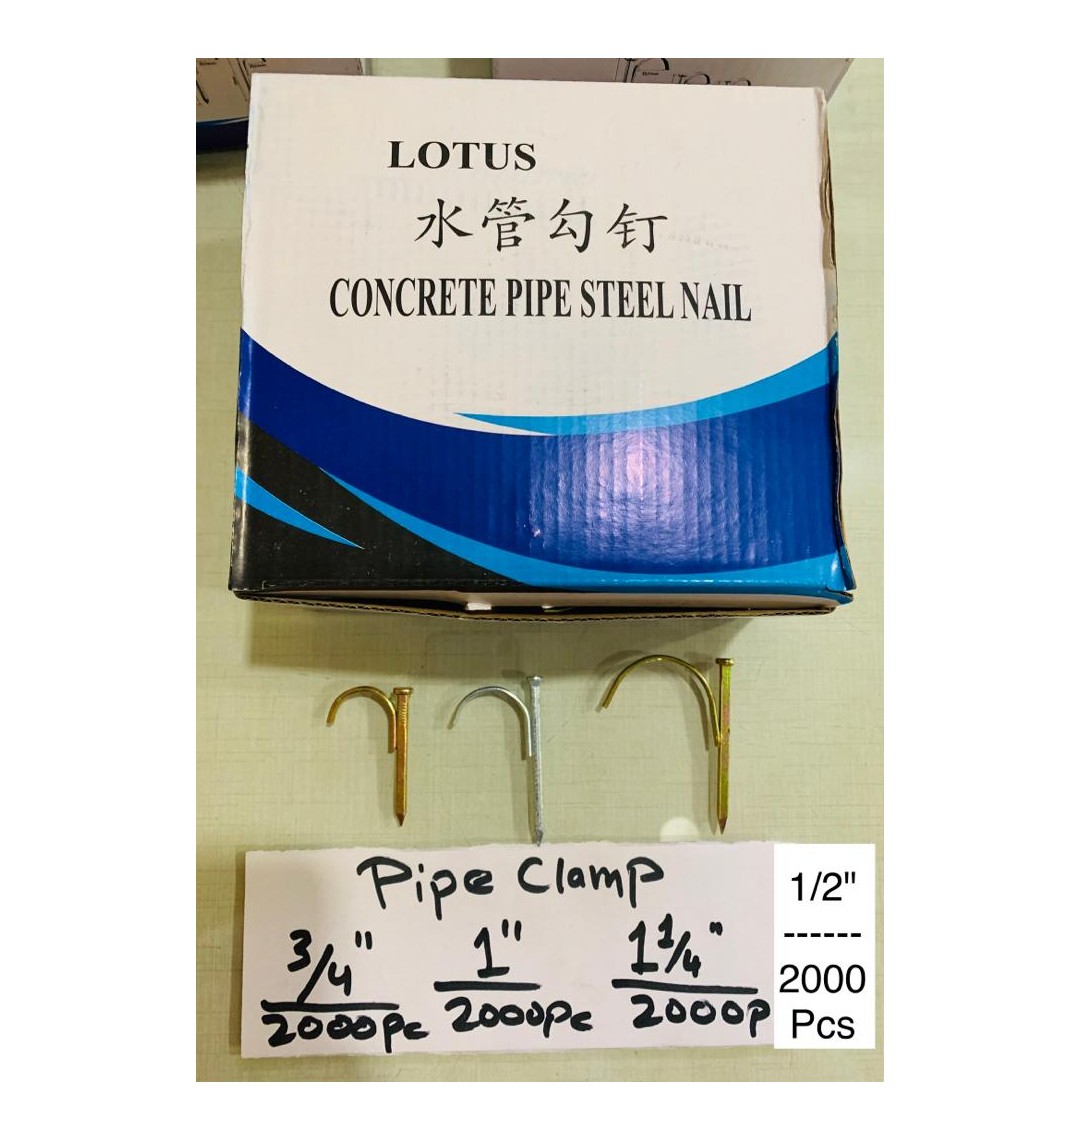 LOTUS
水管勾钉
CONCRETE PIPE STEEL NAIL
Pipe Clamp
3/4" 1" 1 1/4"
2000Pc 2000Pc 2000P
1/2"
------
2000
Pcs